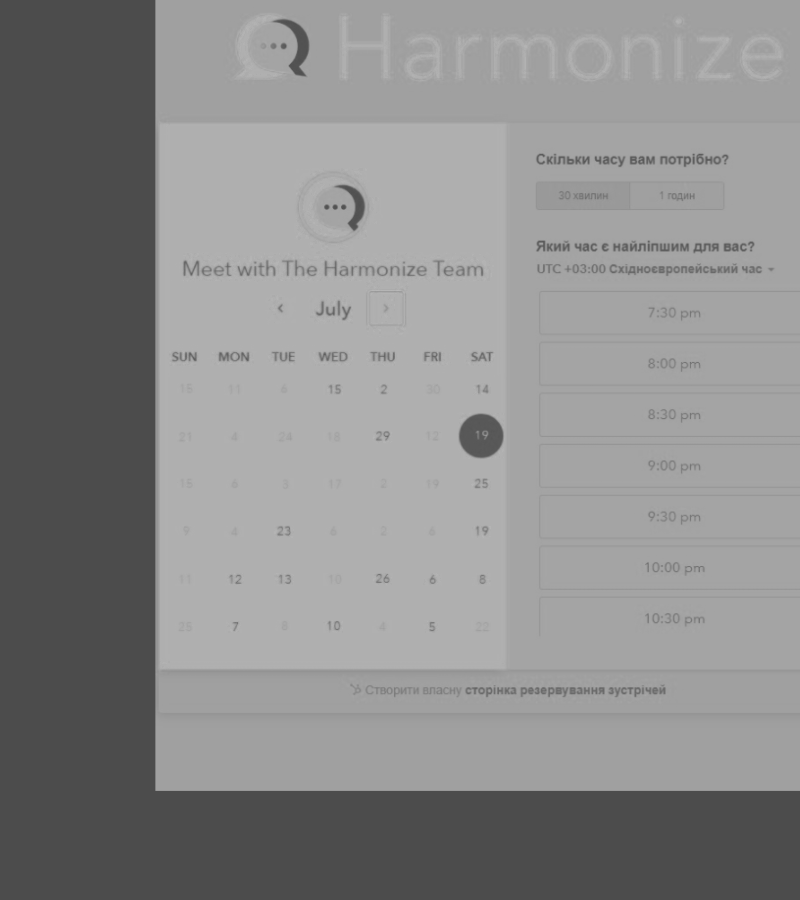 Harmonize
Meet with The Harmonize Team
July
SUN MON TUE WED THU FRI SAT
15 11 6 15 2 30 14
21 4 24 18 29 12 19
18 6 3 17 2 19 25
9 4 23 6 2 4 19
11 12 13 10 26 6 8
25 7 8 10 4 5 22
Скільки часу вам потрібно?
30 хвилин 1 годин
Який час є найліпшим для вас?
UTC +03:00 Східноєвропейський час
7:30 pm
8:00 pm
8:30 pm
9:00 pm
9:30 pm
10:00 pm
10:30 pm
Створити власну сторінка резервування зустрічей